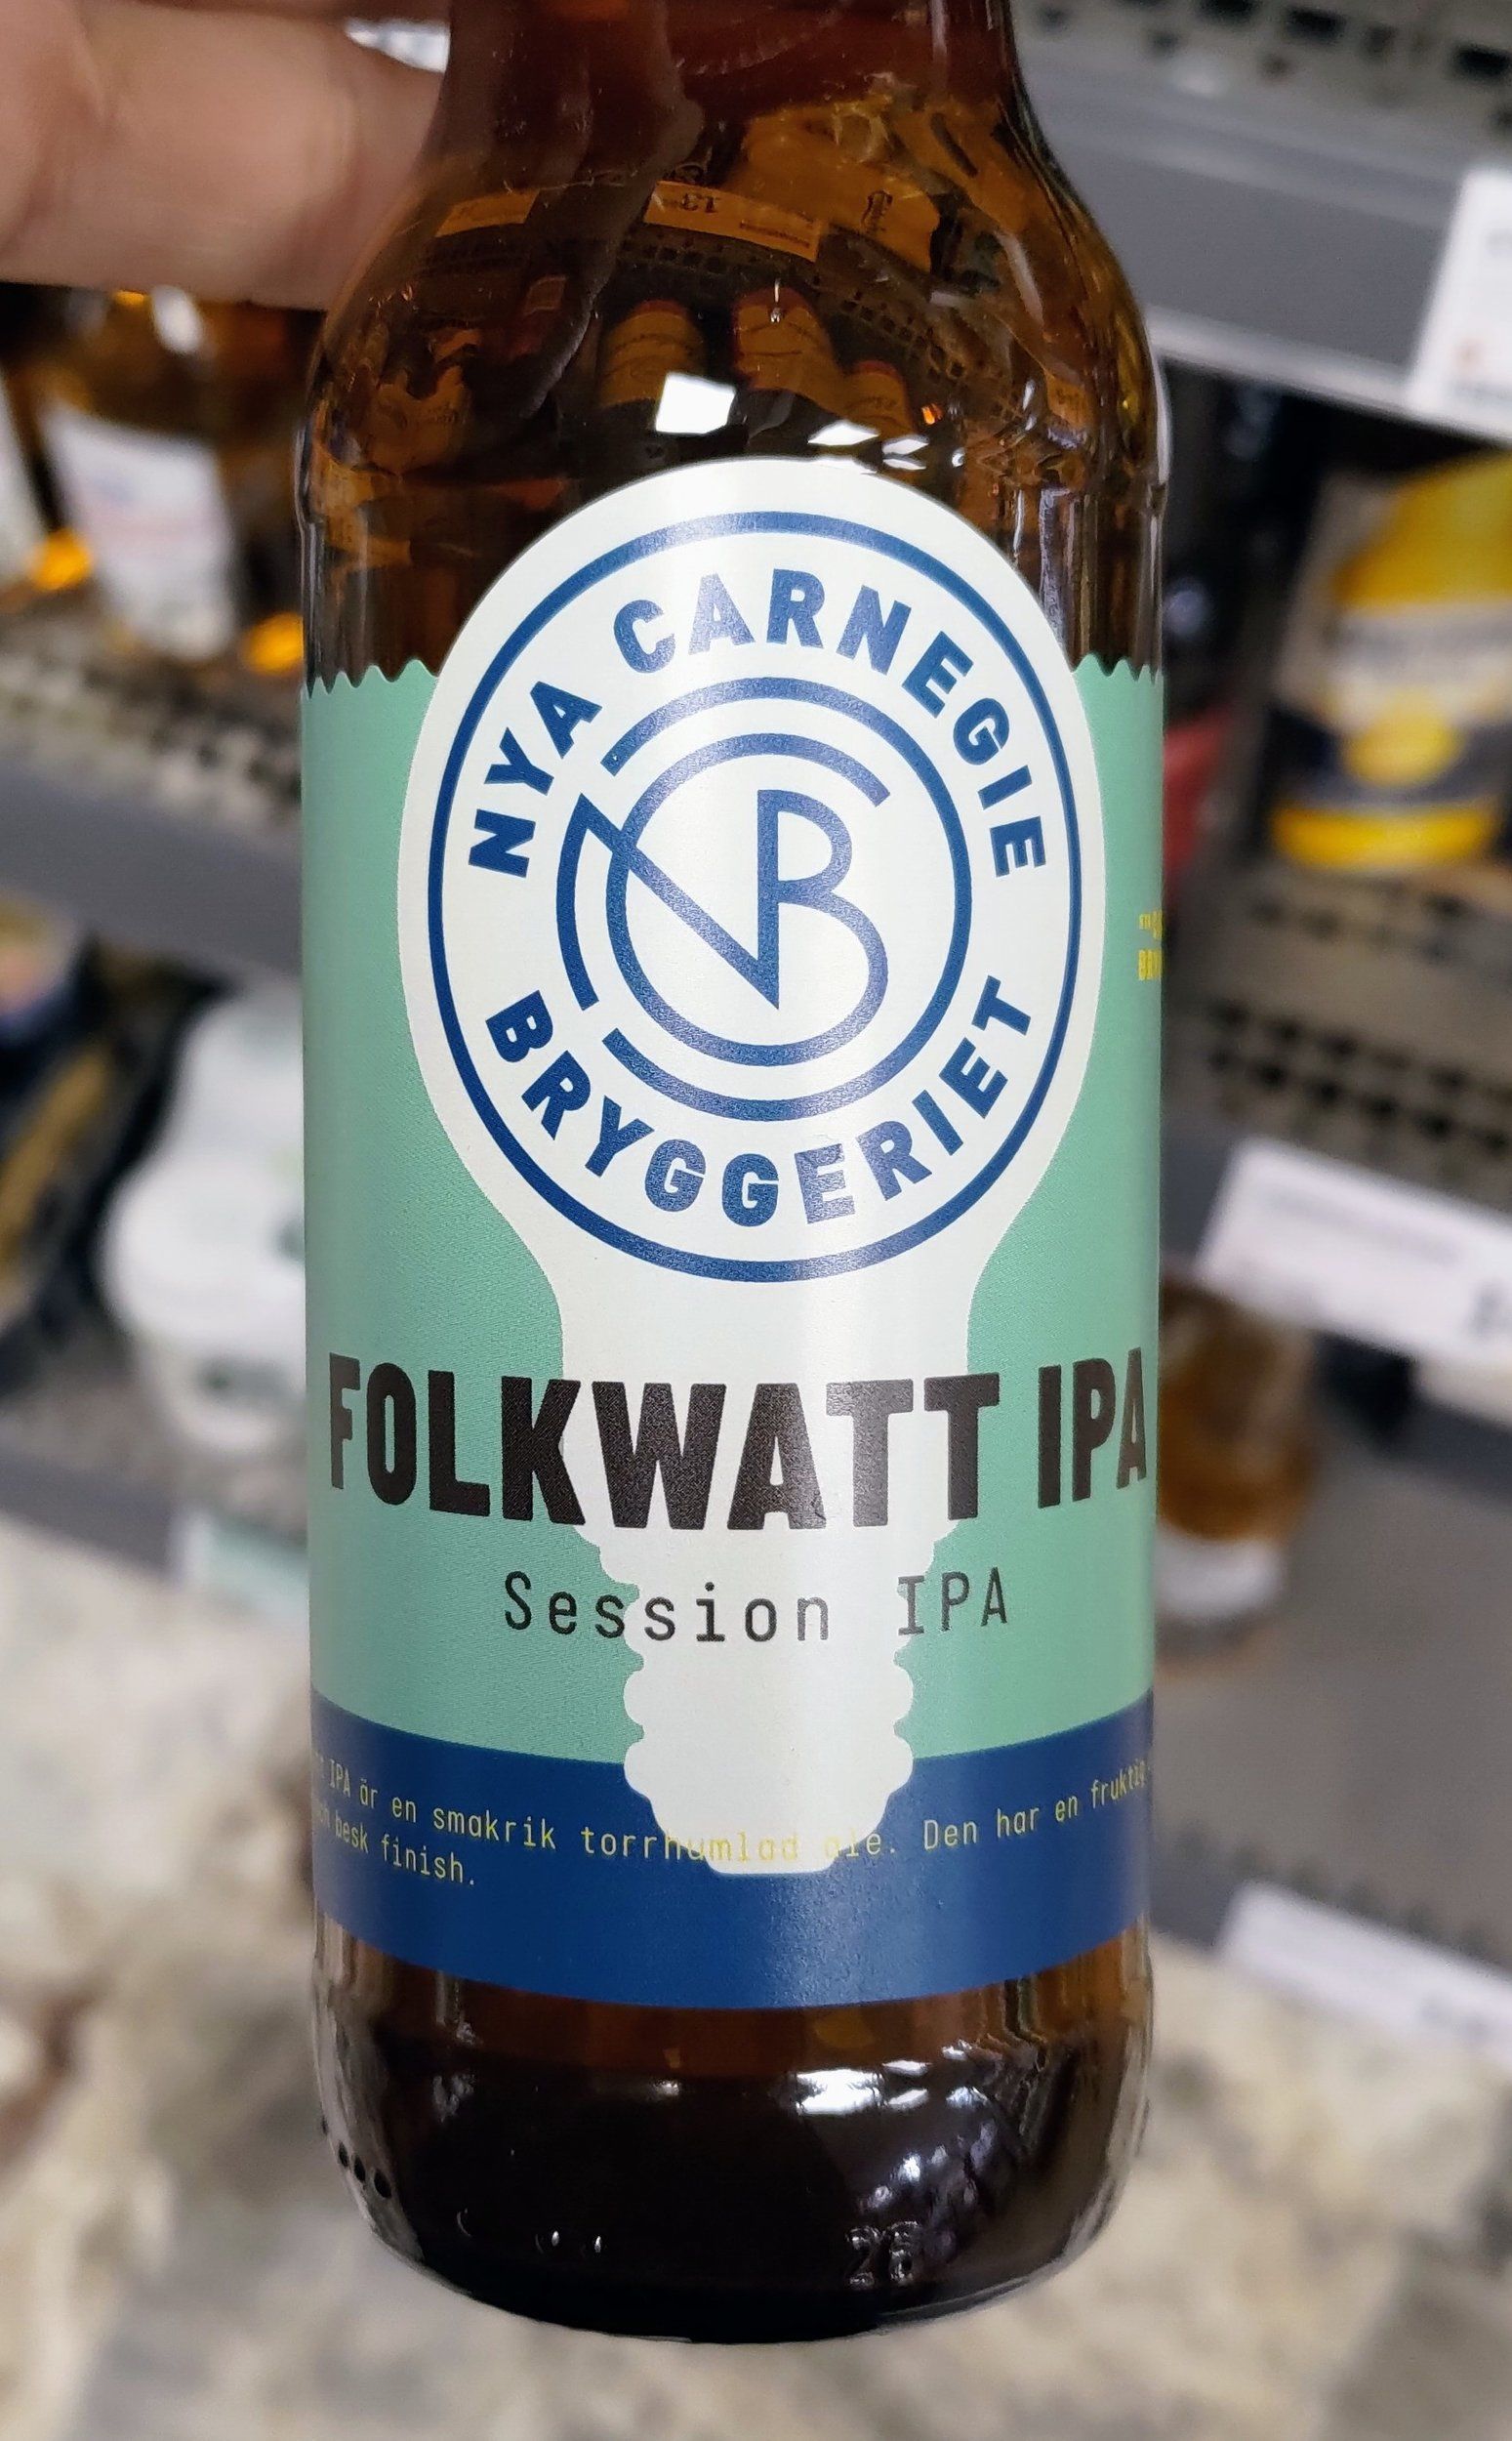 NYA CARNEGIE
BRYGGERIET
FOLKWATT IPA
Session IPA
IPA är en smakrik torrhumlad ale. Den har en fruktig
besk finish.
28